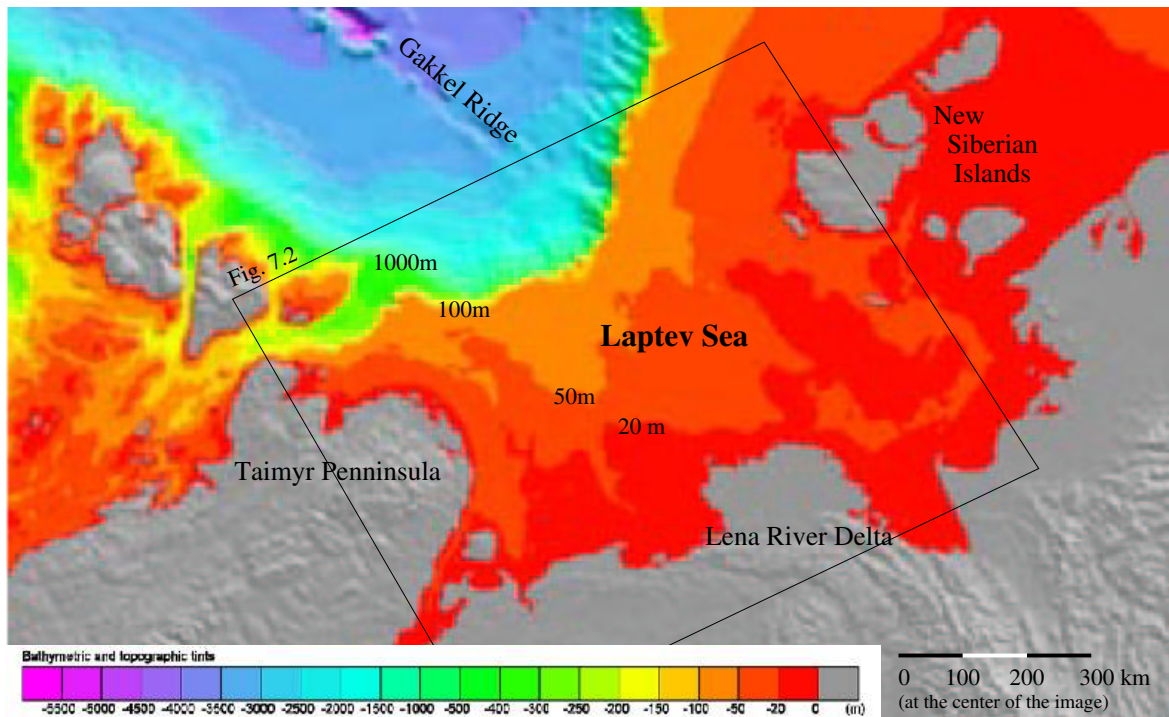 Gakkel Ridge
New
Siberian
Islands
Fig. 7.2
1000m
100m
Laptev Sea
50m
20 m
Taimyr Penninsula
Lena River Delta
Bathymetric and topographic tints
-5500 -5000 -4500 -4000 -3500 -3000 -2500 -2000 -1500 -1000 -500 -250 -200 -150 -100 -50 -20 0 (m)
0 100 200 300 km
(at the center of the image)